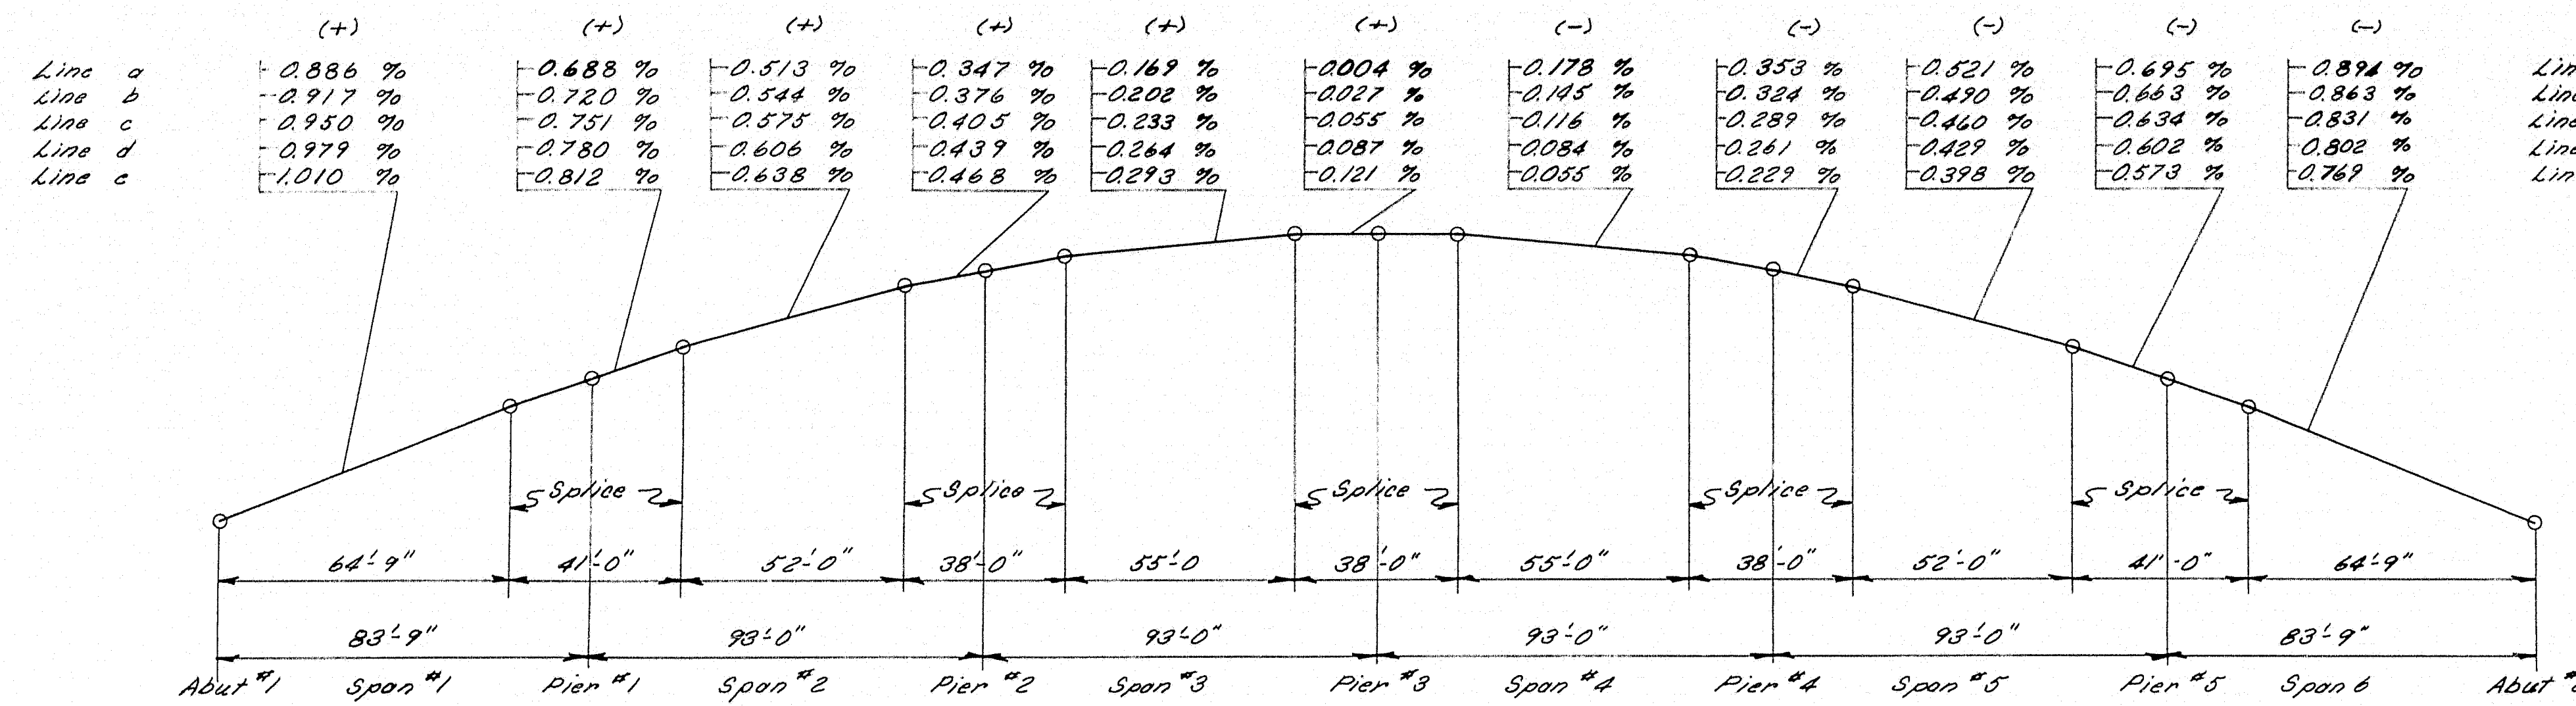 (+) (+) (+) (+) (+) (+) (-) (-) (-) (-) (-)
Line a 0.886 % 0.688 % 0.513 % 0.347 % 0.169 % 0.004 % 0.178 % 0.353 % 0.521 % 0.695 % 0.894 % Lin
Line b 0.917 % 0.720 % 0.544 % 0.376 % 0.202 % 0.027 % 0.145 % 0.324 % 0.490 % 0.663 % 0.863 % Lin
Line c 0.950 % 0.751 % 0.575 % 0.405 % 0.233 % 0.055 % 0.116 % 0.289 % 0.460 % 0.634 % 0.831 % Line
Line d 0.979 % 0.780 % 0.606 % 0.439 % 0.264 % 0.087 % 0.084 % 0.261 % 0.429 % 0.602 % 0.802 % Line
Line e 1.010 % 0.812 % 0.638 % 0.468 % 0.293 % 0.121 % 0.055 % 0.229 % 0.398 % 0.573 % 0.769 % Lin
Splice Splice Splice Splice Splice
64'-9" 41'-0" 52'-0" 38'-0" 55'-0 38'-0" 55'-0" 38'-0" 52'-0" 41'-0" 64'-9"
83'-9" 93'-0" 93'-0" 93'-0" 93'-0" 83'-9"
Abut #1 Span #1 Pier #1 Span #2 Pier #2 Span #3 Pier #3 Span #4 Pier #4 Span #5 Pier #5 Span 6 Abut #